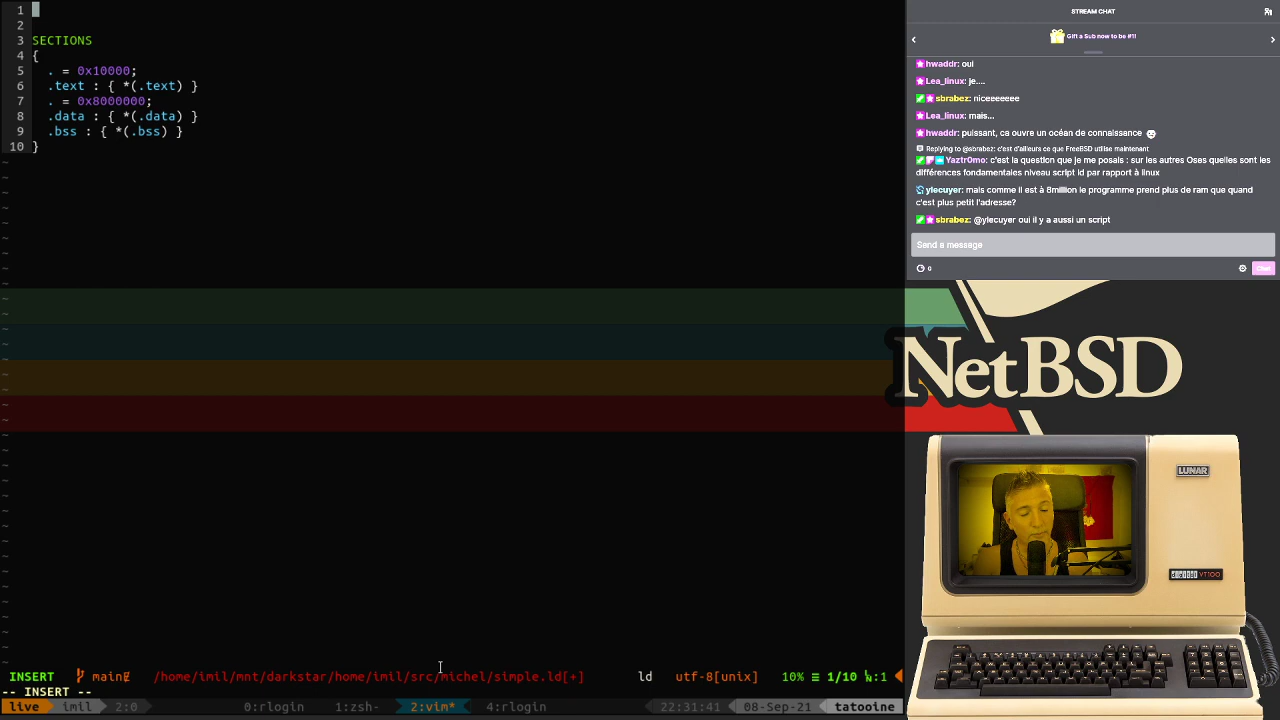 1
2
3 SECTIONS
4 {
5 . = 0x10000;
6 .text : { *(.text) }
7 . = 0x8000000;
8 .data : { *(.data) }
9 .bss : { *(.bss) }
10 }
INSERT main /home/imil/mnt/darkstar/home/imil/src/michel/simple.ld[+] ld utf-8[unix] 10% ≡ 1/10 :1
-- INSERT --
live imil 2:0 0:rlogin 1:zsh- 2:vim* 4:rlogin 22:31:41 08-Sep-21 tatooine
STREAM CHAT
Gift a Sub now to be #1!
hwaddr: oui
Lea_linux: je....
sbrabez: niceeeeeee
Lea_linux: mais...
hwaddr: puissant, ca ouvre un océan de connaissance
Replying to @sbrabez: c'est d'ailleurs ce que FreeBSD utilise maintenant
Yaztr0mo: c'est la question que je me posais : sur les autres Oses quelles sont les
différences fondamentales niveau script ld par rapport à linux
ylecuyer: mais comme il est à 8million le programme prend plus de ram que quand
c'est plus petit l'adresse?
sbrabez: @ylecuyer oui il y a aussi un script
Send a message
0
Chat
NetBSD
LUNAR
VT100